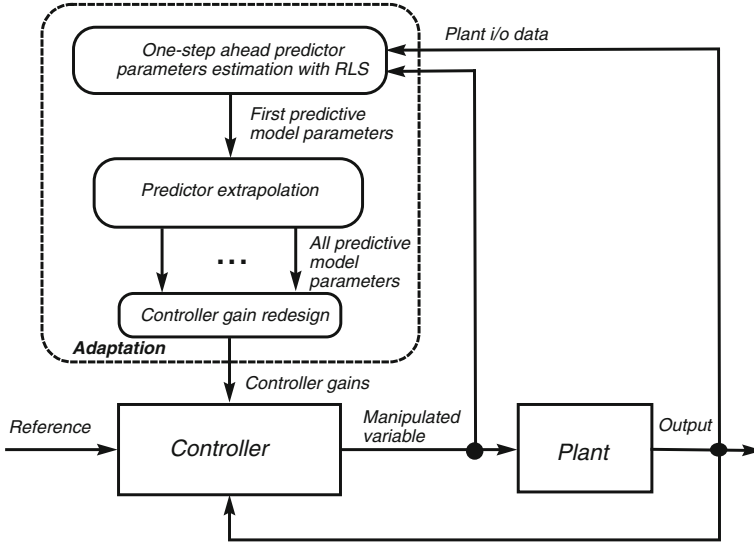 One-step ahead predictor
parameters estimation with RLS
Plant i/o data
First predictive
model parameters
Predictor extrapolation
...
All predictive
model
parameters
Controller gain redesign
Adaptation
Controller gains
Reference
Controller
Manipulated
variable
Plant
Output